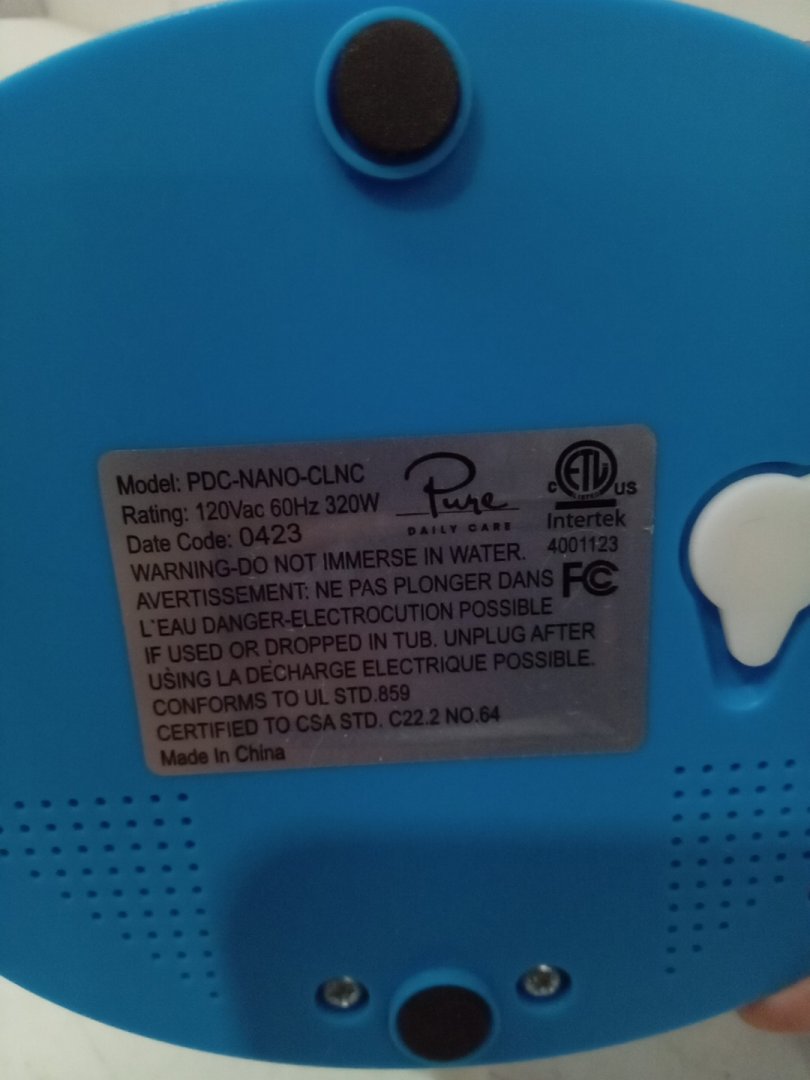 Model: PDC-NANO-CLNC
Rating: 120Vac 60Hz 320W
Date Code: 0423
Pure
DAILY CARE
ETL
LISTED
C US
Intertek
4001123
FC
WARNING-DO NOT IMMERSE IN WATER.
AVERTISSEMENT: NE PAS PLONGER DANS
L`EAU DANGER-ELECTROCUTION POSSIBLE
IF USED OR DROPPED IN TUB. UNPLUG AFTER
USING LA DÉCHARGE ELECTRIQUE POSSIBLE.
CONFORMS TO UL STD.859
CERTIFIED TO CSA STD. C22.2 NO.64
Made In China